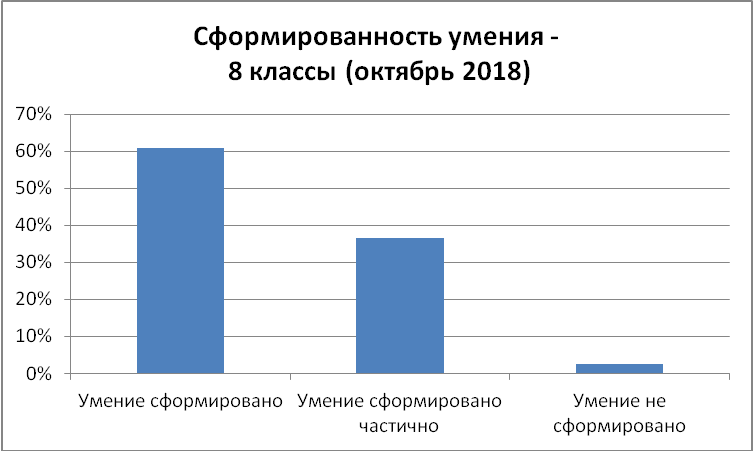 Сформированность умения -
8 классы (октябрь 2018)
70%
60%
50%
40%
30%
20%
10%
0%
Умение сформировано
Умение сформировано
частично
Умение не
сформировано